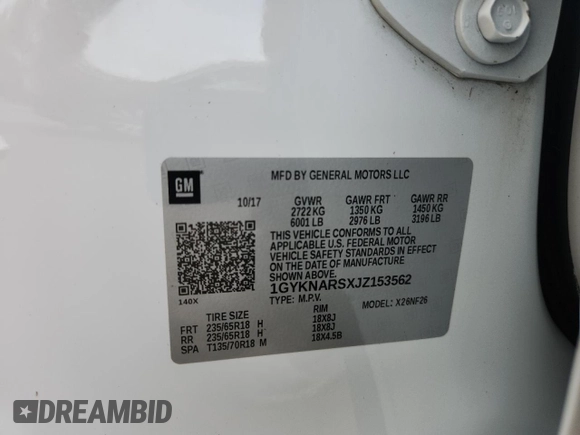 GM
MFD BY GENERAL MOTORS LLC
10/17 GVWR GAWR FRT GAWR RR
2722 KG 1350 KG 1450 KG
6001 LB 2976 LB 3196 LB
THIS VEHICLE CONFORMS TO ALL
APPLICABLE U.S. FEDERAL MOTOR
VEHICLE SAFETY STANDARDS IN EFFECT
ON THE DATE OF MANUFACTURE
SHOWN ABOVE.
1GYKNARSXJZ153562
TYPE: M.P.V. MODEL: X26NF26
140X
TIRE SIZE RIM
FRT 235/65R18 H 18X8J
RR 235/65R18 H 18X8J
SPA T135/70R18 M 18X4.5B
DREAMBID